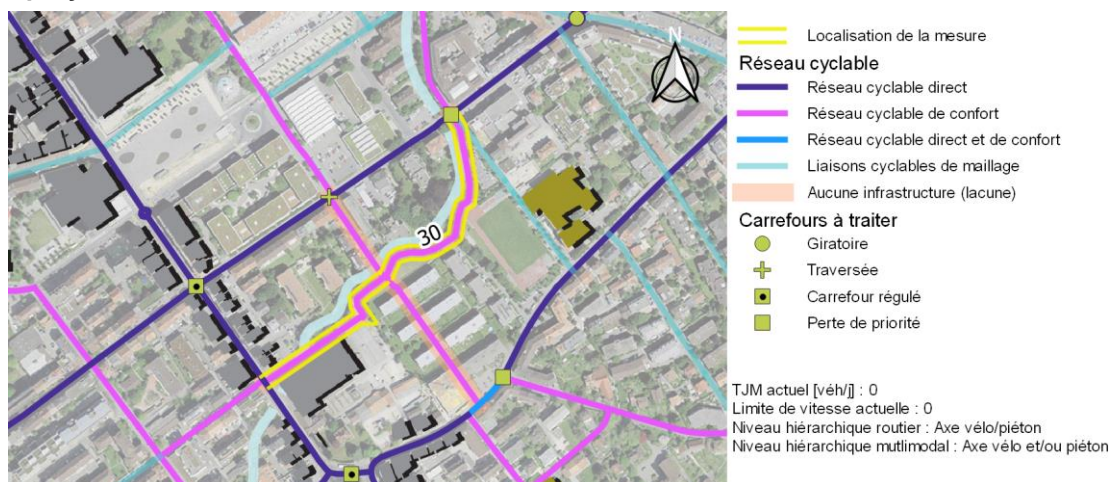 N
30
Localisation de la mesure
Réseau cyclable
Réseau cyclable direct
Réseau cyclable de confort
Réseau cyclable direct et de confort
Liaisons cyclables de maillage
Aucune infrastructure (lacune)
Carrefours à traiter
Giratoire
Traversée
Carrefour régulé
Perte de priorité
TJM actuel [véh/j] : 0
Limite de vitesse actuelle : 0
Niveau hiérarchique routier : Axe vélo/piéton
Niveau hiérarchique mutlimodal : Axe vélo et/ou piéton